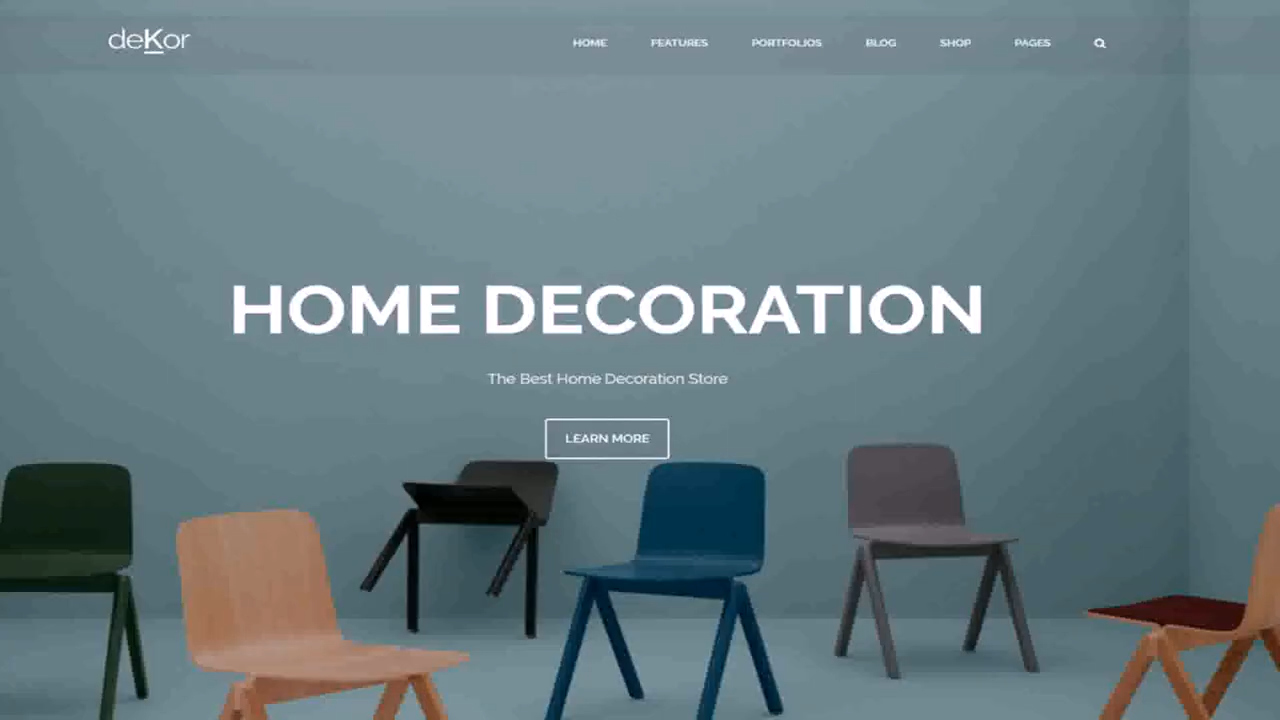 deKor
HOME FEATURES PORTFOLIOS BLOG SHOP PAGES
HOME DECORATION
The Best Home Decoration Store
LEARN MORE